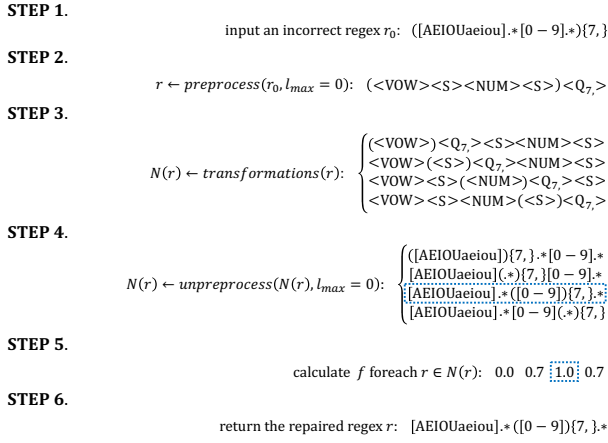 STEP 1.
input an incorrect regex r₀: ([AEIOUaeiou].∗[0 − 9].∗){7, }
STEP 2.
r ← preprocess(r₀, lₘₐₓ = 0): (<VOW><S><NUM><S>)<Q₇,>
STEP 3.
(<VOW>)<Q₇,><S><NUM><S>
<VOW>(<S>)<Q₇,><NUM><S>
N(r) ← transformations(r):
<VOW><S>(<NUM>)<Q₇,><S>
<VOW><S><NUM>(<S>)<Q₇,>
STEP 4.
([AEIOUaeiou]){7, }.∗[0 − 9].∗
[AEIOUaeiou](.∗){7, }[0 − 9].∗
N(r) ← unpreprocess(N(r), lₘₐₓ = 0):
[AEIOUaeiou].∗([0 − 9]){7, }.∗
[AEIOUaeiou].∗[0 − 9](.∗){7, }
STEP 5.
calculate f foreach r ∈ N(r): 0.0 0.7 1.0 0.7
STEP 6.
return the repaired regex r: [AEIOUaeiou].∗([0 − 9]){7, }.∗